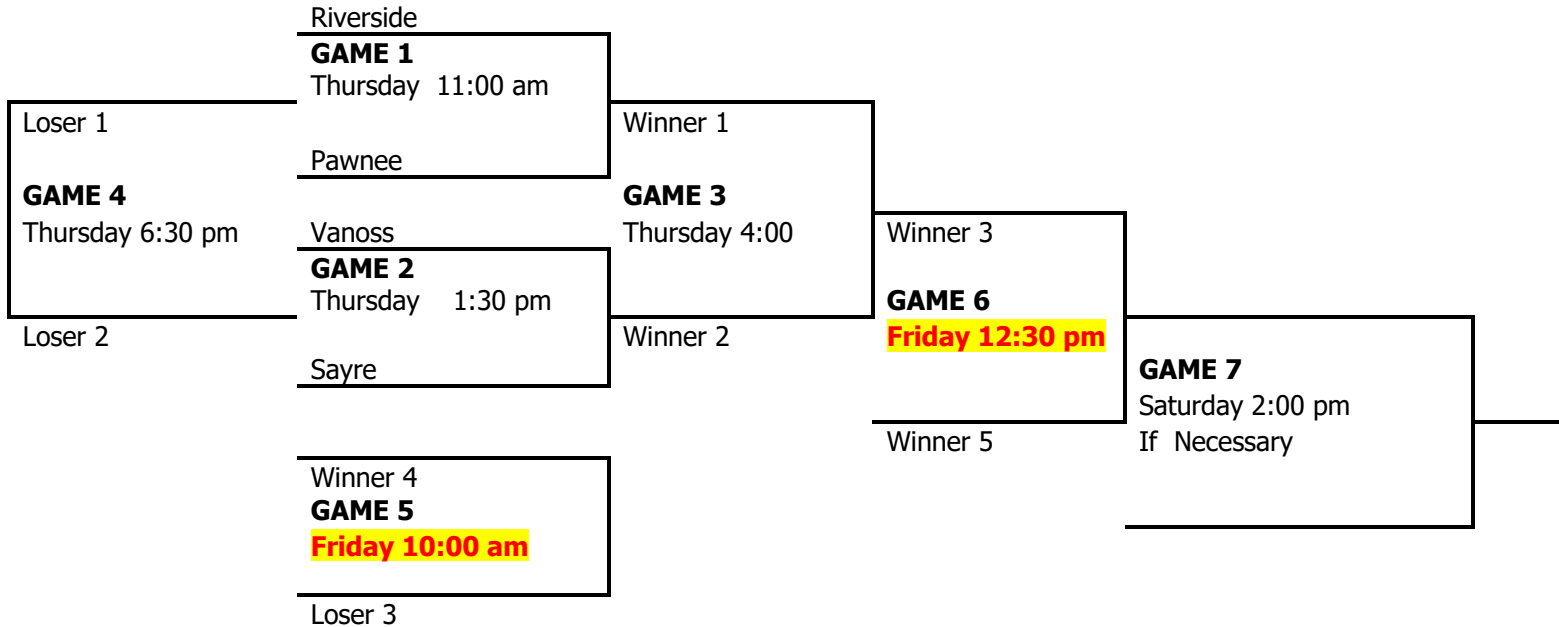 Riverside
GAME 1
Thursday 11:00 am
Pawnee
Loser 1
GAME 4
Thursday 6:30 pm
Loser 2
Vanoss
GAME 2
Thursday 1:30 pm
Sayre
Winner 1
GAME 3
Thursday 4:00
Winner 2
Winner 4
GAME 5
Friday 10:00 am
Loser 3
Winner 3
GAME 6
Friday 12:30 pm
Winner 5
GAME 7
Saturday 2:00 pm
If Necessary